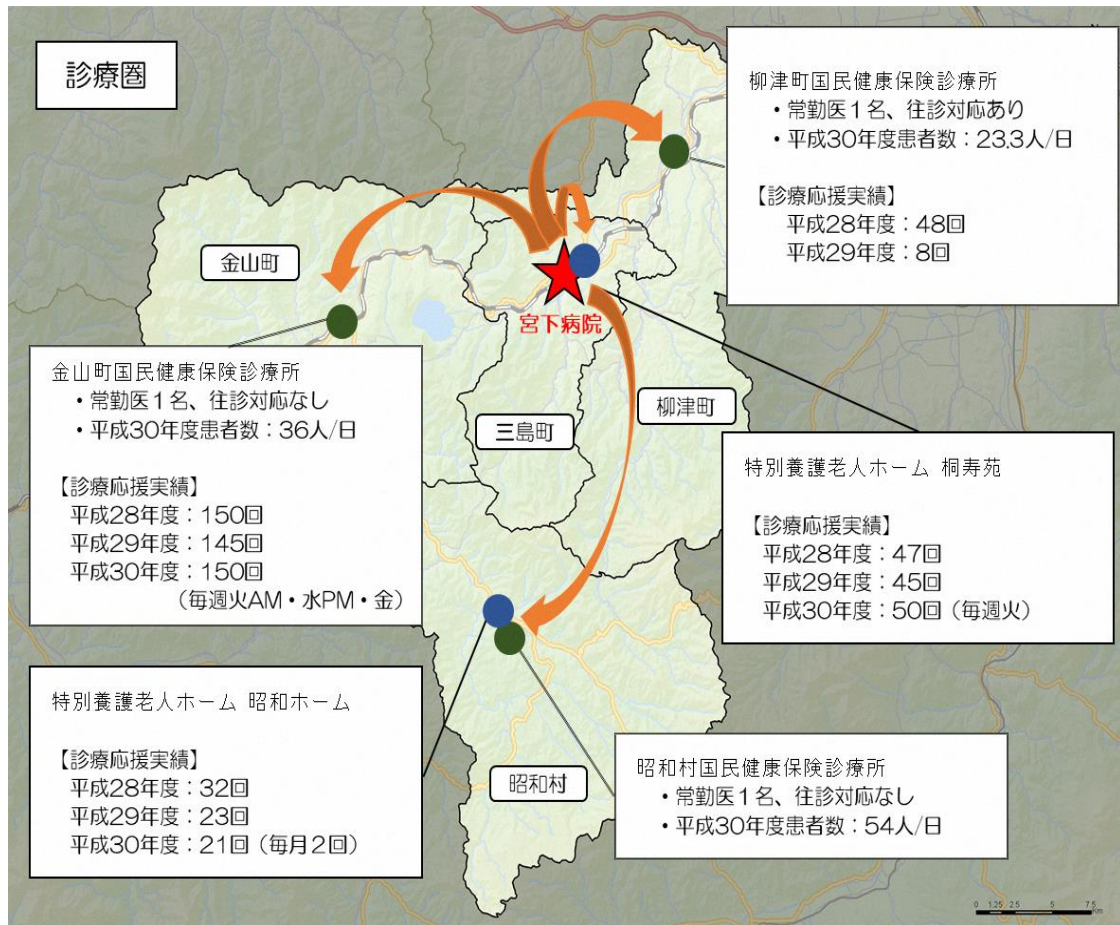 診療圏
柳津町国民健康保険診療所
・常勤医1名、往診対応あり
・平成30年度患者数：23.3人/日
【診療応援実績】
平成28年度：48回
平成29年度：8回
金山町
宮下病院
金山町国民健康保険診療所
・常勤医1名、往診対応なし
・平成30年度患者数：36人/日
【診療応援実績】
平成28年度：150回
平成29年度：145回
平成30年度：150回
（毎週火AM・水PM・金）
三島町
柳津町
特別養護老人ホーム 桐寿苑
【診療応援実績】
平成28年度：47回
平成29年度：45回
平成30年度：50回（毎週火）
特別養護老人ホーム 昭和ホーム
【診療応援実績】
平成28年度：32回
平成29年度：23回
平成30年度：21回（毎月2回）
昭和村
昭和村国民健康保険診療所
・常勤医1名、往診対応なし
・平成30年度患者数：54人/日
0 1.25 2.5 5 7.5
Km